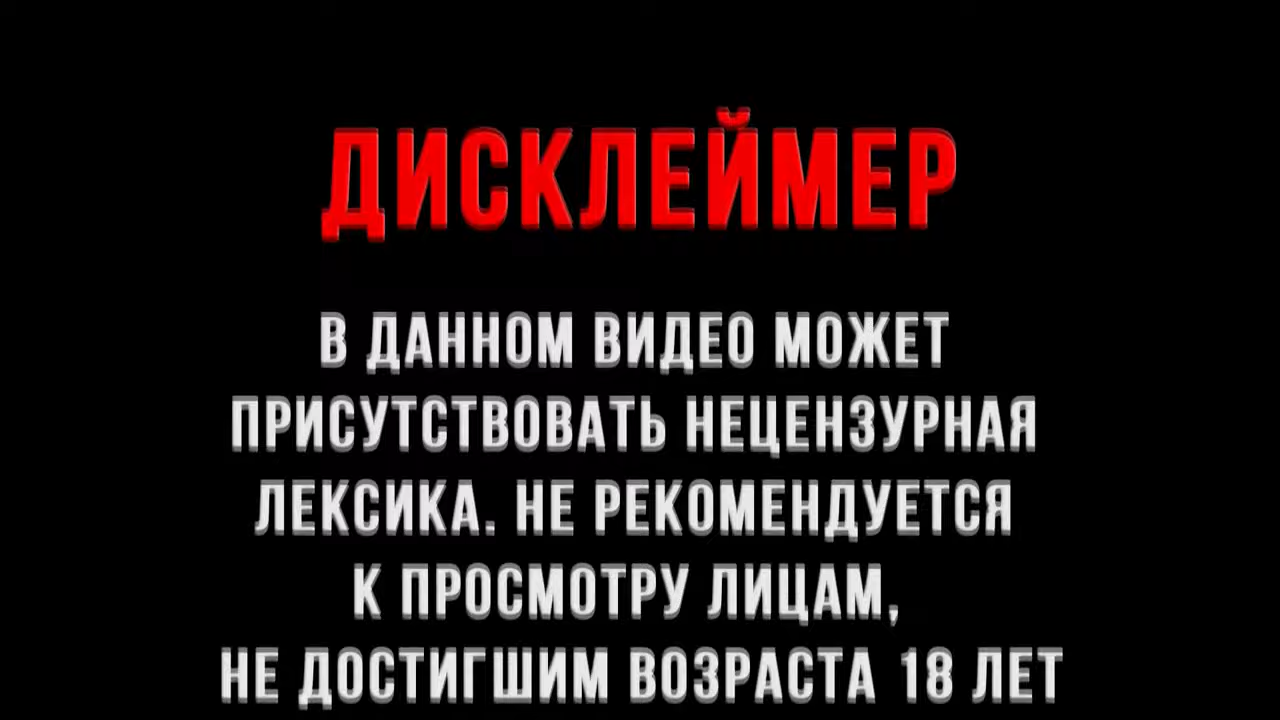 ДИСКЛЕЙМЕР
В ДАННОМ ВИДЕО МОЖЕТ
ПРИСУТСТВОВАТЬ НЕЦЕНЗУРНАЯ
ЛЕКСИКА. НЕ РЕКОМЕНДУЕТСЯ
К ПРОСМОТРУ ЛИЦАМ,
НЕ ДОСТИГШИМ ВОЗРАСТА 18 ЛЕТ